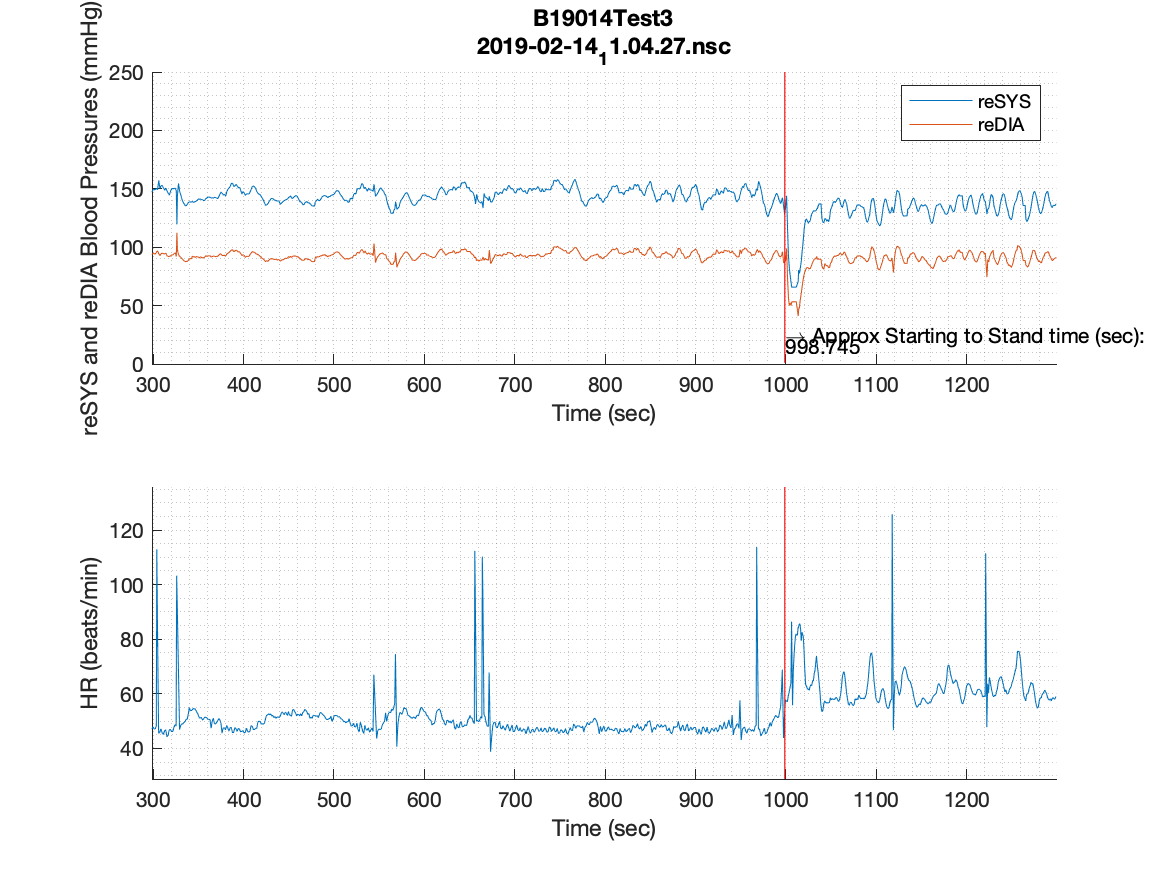 B19014Test3
2019-02-14₁1.04.27.nsc
reSYS and reDIA Blood Pressures (mmHg)
250
200
150
100
50
0
reSYS
reDIA
→ Approx Starting to Stand time (sec):
998.745
300 400 500 600 700 800 900 1000 1100 1200
Time (sec)
HR (beats/min)
120
100
80
60
40
300 400 500 600 700 800 900 1000 1100 1200
Time (sec)